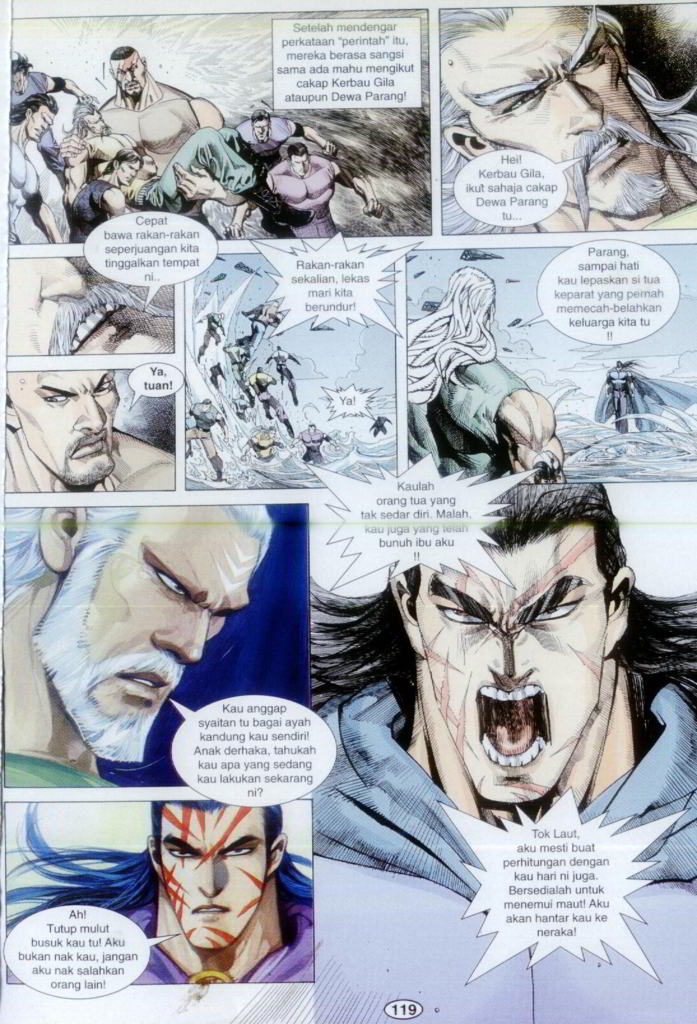 Setelah mendengar
perkataan "perintah" itu,
mereka berasa sangsi
sama ada mahu mengikut
cakap Kerbau Gila
ataupun Dewa Parang!
Hei!
Kerbau Gila,
ikut sahaja cakap
Dewa Parang
tu...
Cepat
bawa rakan-rakan
seperjuangan kita
tinggalkan tempat
ni..
Ya,
tuan!
Rakan-rakan
sekalian, lekas
mari kita
berundur!
Ya!
Parang,
sampai hati
kau lepaskan si tua
keparat yang pernah
memecah-belahkan
keluarga kita tu
!!
Kaulah
orang tua yang
tak sedar diri. Malah,
kau juga yang telah
bunuh ibu aku
!!
Kau anggap
syaitan tu bagai ayah
kandung kau sendiri!
Anak derhaka, tahukah
kau apa yang sedang
kau lakukan sekarang
ni?
Ah!
Tutup mulut
busuk kau tu! Aku
bukan nak kau, jangan
aku nak salahkan
orang lain!
Tok Laut,
aku mesti buat
perhitungan dengan
kau hari ni juga.
Bersedialah untuk
menemui maut! Aku
akan hantar kau ke
neraka!
119